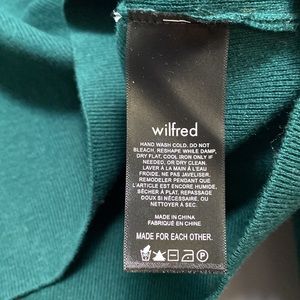 wilfred
HAND WASH COLD. DO NOT
BLEACH, RESHAPE WHILE DAMP,
DRY FLAT, COOL IRON ONLY IF
NEEDED, OR DRY CLEAN.
LAVER À LA MAIN À L'EAU
FROIDE. NE PAS JAVELISER.
REMODELER PENDANT QUE
L'ARTICLE EST ENCORE HUMIDE.
SÉCHER À PLAT, REPASSAGE
DOUX SI NÉCESSAIRE, OU
NETTOYER À SEC.
MADE IN CHINA
FABRIQUÉ EN CHINE
MADE FOR EACH OTHER.